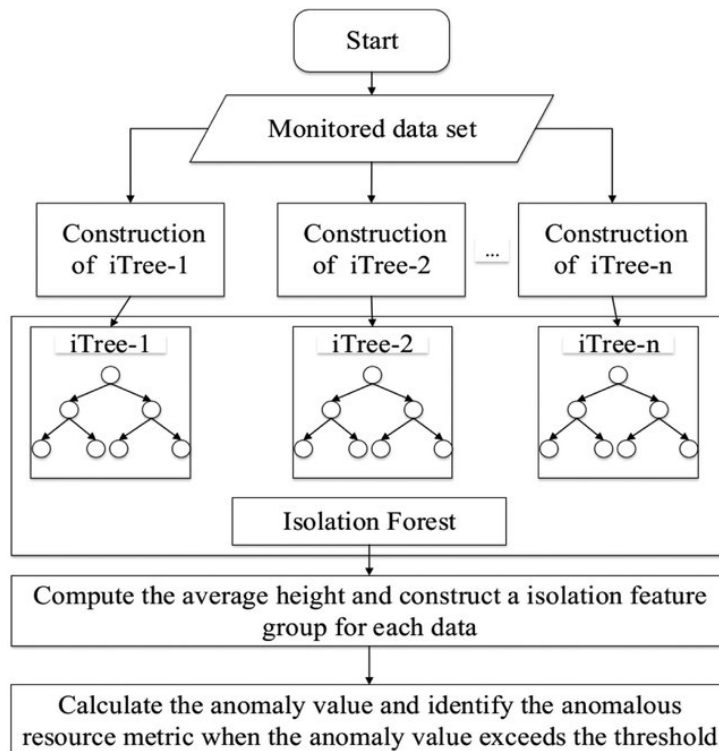 Start
Monitored data set
Construction
of iTree-1
Construction
of iTree-2
...
Construction
of iTree-n
iTree-1
iTree-2
iTree-n
Isolation Forest
Compute the average height and construct a isolation feature
group for each data
Calculate the anomaly value and identify the anomalous
resource metric when the anomaly value exceeds the threshold